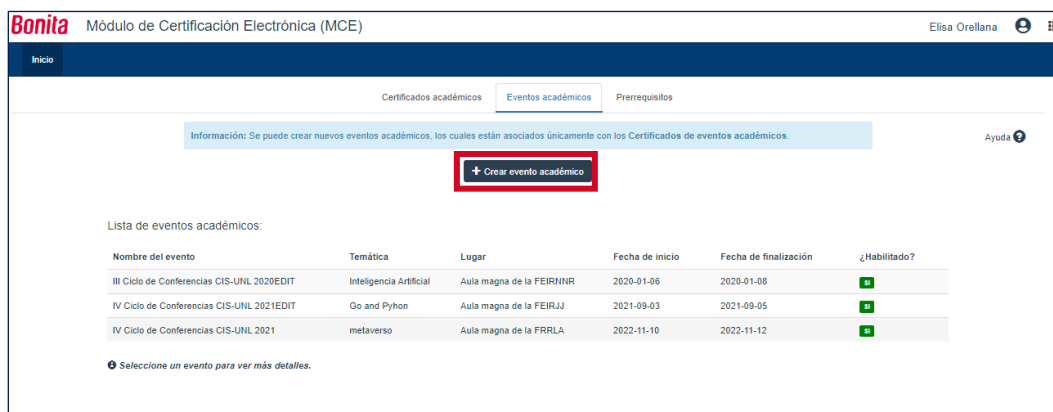 Bonita Módulo de Certificación Electrónica (MCE) Elisa Orellana
Inicio
Certificados académicos Eventos académicos Prerrequisitos
Información: Se puede crear nuevos eventos académicos, los cuales están asociados únicamente con los Certificados de eventos académicos.
Ayuda
+ Crear evento académico
Lista de eventos académicos:
Nombre del evento Temática Lugar Fecha de inicio Fecha de finalización ¿Habilitado?
III Ciclo de Conferencias CIS-UNL 2020EDIT Inteligencia Artificial Aula magna de la FEIRNNR 2020-01-06 2020-01-08 SI
IV Ciclo de Conferencias CIS-UNL 2021EDIT Go and Pyhon Aula magna de la FEIRJJ 2021-09-03 2021-09-05 SI
IV Ciclo de Conferencias CIS-UNL 2021 metaverso Aula magna de la FRRLA 2022-11-10 2022-11-12 SI
Seleccione un evento para ver más detalles.